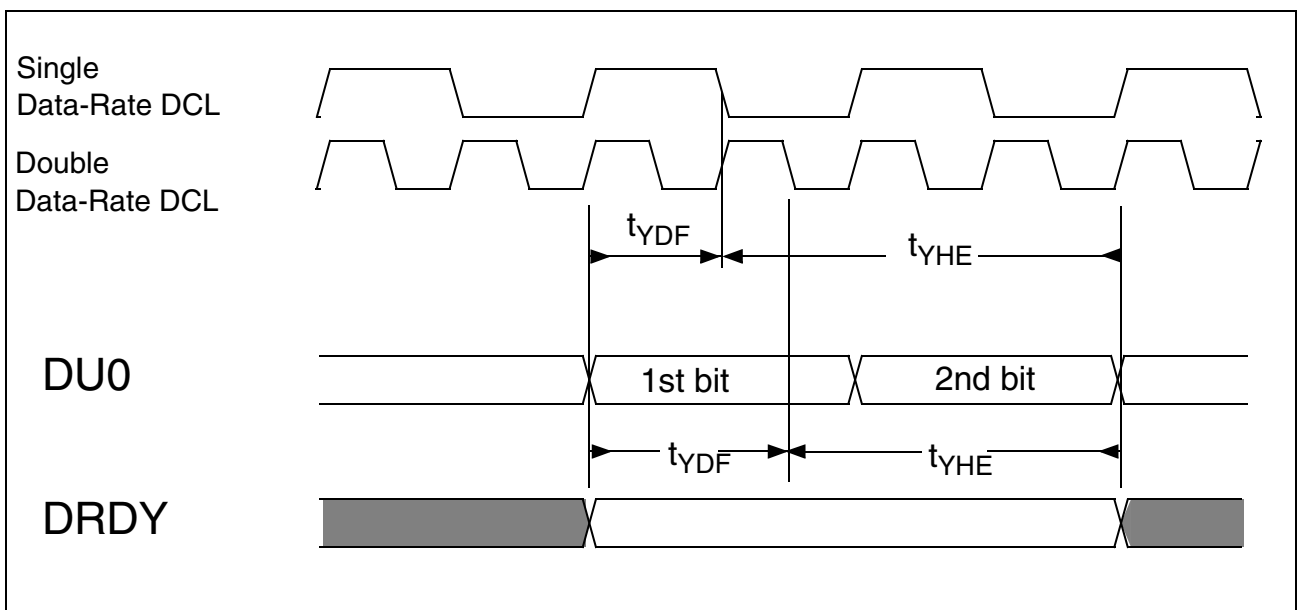 Single
Data-Rate DCL
Double
Data-Rate DCL
tYDF
tYHE
DU0
1st bit
2nd bit
tYDF
tYHE
DRDY